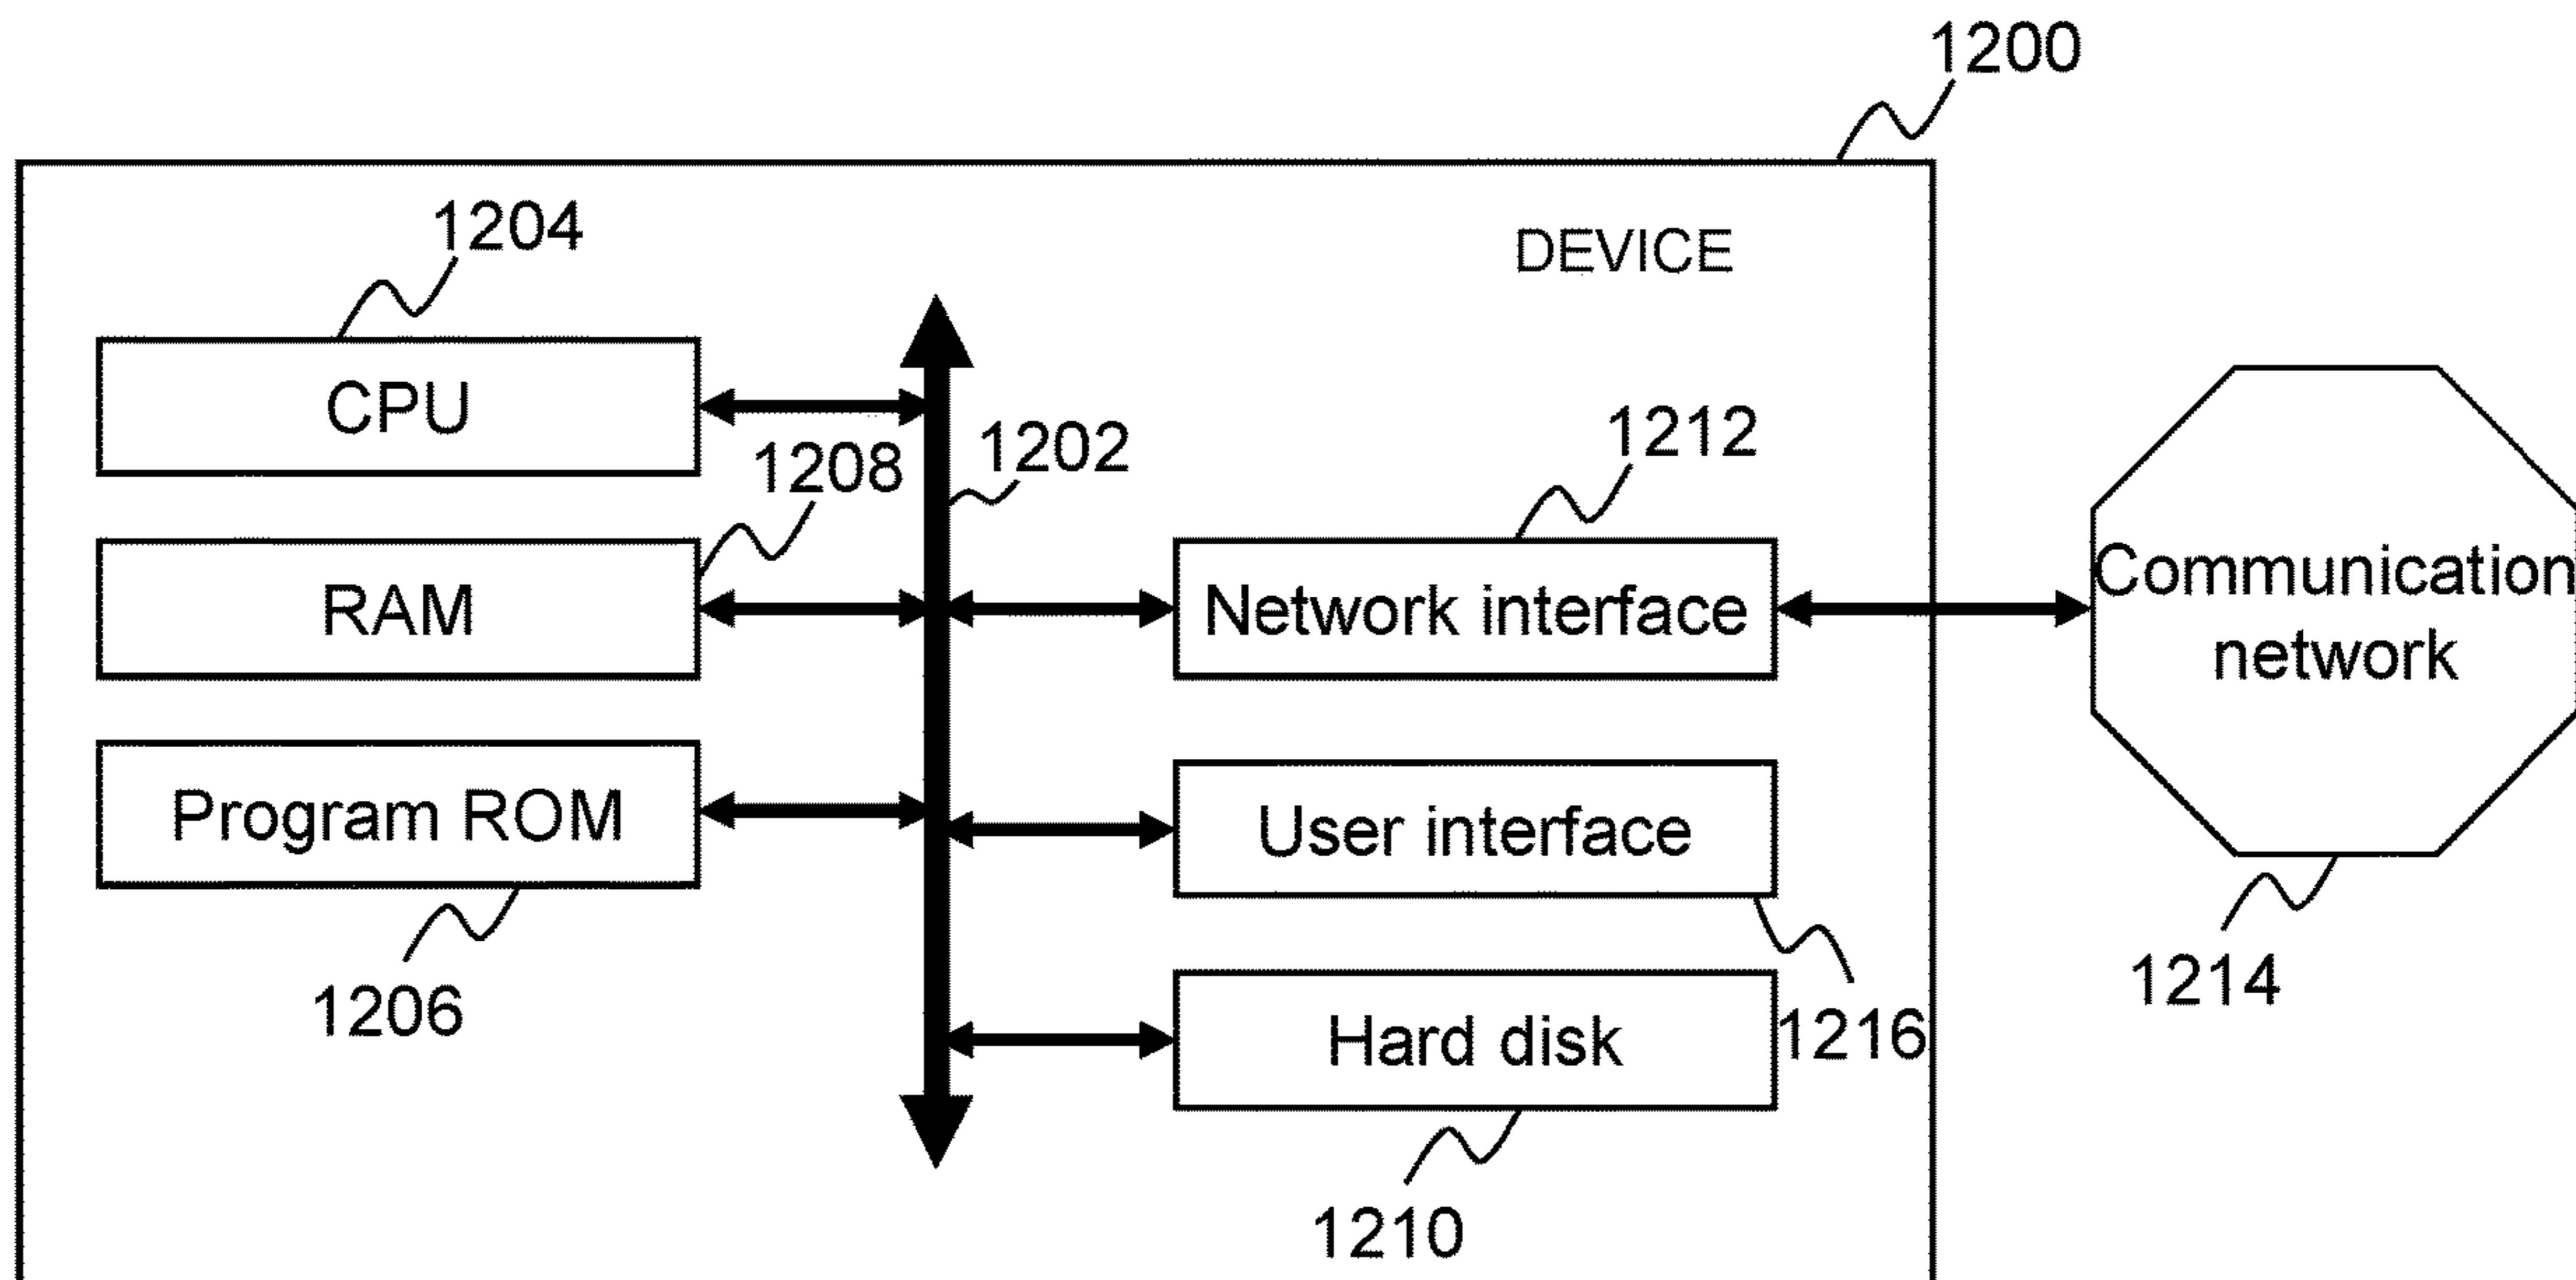 1200
1204
DEVICE
CPU
1208
1202
1212
RAM
Network interface
Communication
network
Program ROM
User interface
1206
1216
1214
Hard disk
1210